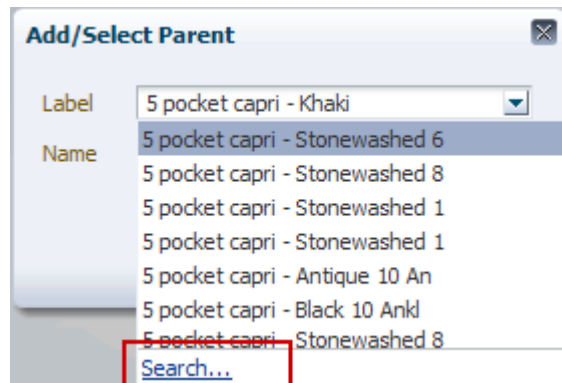 Add/Select Parent
Label 5 pocket capri - Khaki
5 pocket capri - Stonewashed 6
Name
5 pocket capri - Stonewashed 8
5 pocket capri - Stonewashed 1
5 pocket capri - Stonewashed 1
5 pocket capri - Antique 10 An
5 pocket capri - Black 10 Ankl
5 pocket capri - Stonewashed 8
Search...